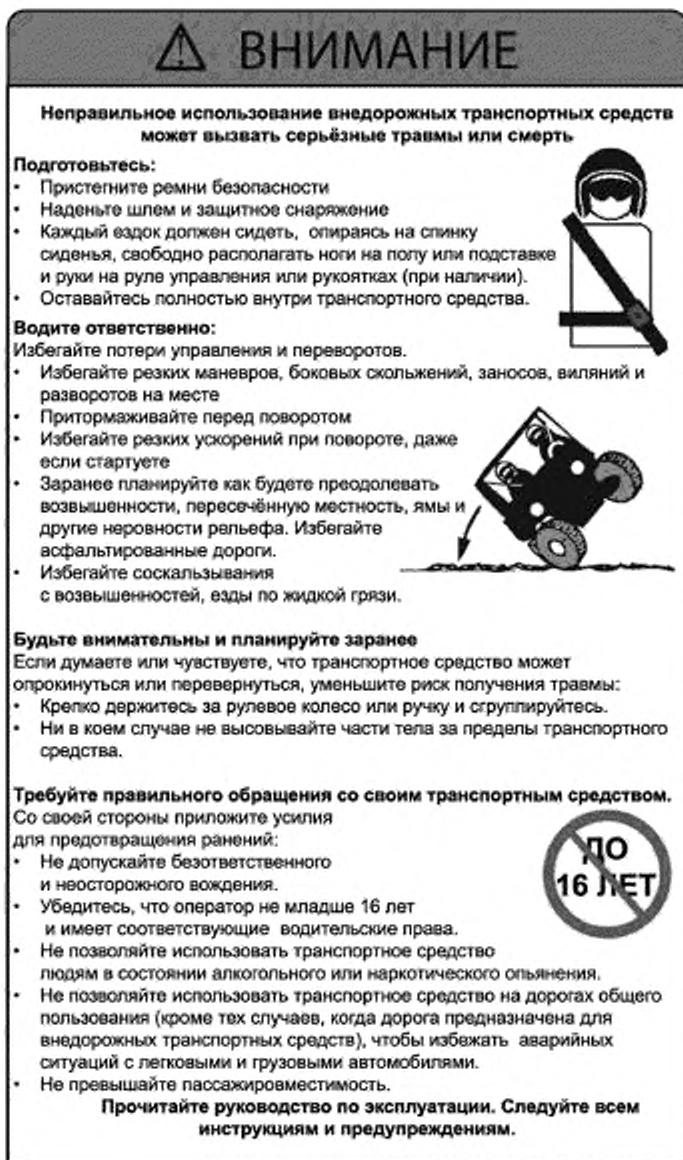 ВНИМАНИЕ
Неправильное использование внедорожных транспортных средств
может вызвать серьёзные травмы или смерть
Подготовьтесь:
• Пристегните ремни безопасности
• Наденьте шлем и защитное снаряжение
• Каждый ездок должен сидеть, опираясь на спинку
сиденья, свободно располагать ноги на полу или подставке
и руки на руле управления или рукоятках (при наличии).
• Оставайтесь полностью внутри транспортного средства.
Водите ответственно:
Избегайте потери управления и переворотов.
• Избегайте резких маневров, боковых скольжений, заносов, виляний и
разворотов на месте
• Притормаживайте перед поворотом
• Избегайте резких ускорений при повороте, даже
если стартуете
• Заранее планируйте как будете преодолевать
возвышенности, пересечённую местность, ямы и
другие неровности рельефа. Избегайте
асфальтированные дороги.
• Избегайте соскальзывания
с возвышенностей, езды по жидкой грязи.
Будьте внимательны и планируйте заранее
Если думаете или чувствуете, что транспортное средство может
опрокинуться или перевернуться, уменьшите риск получения травмы:
• Крепко держитесь за рулевое колесо или ручку и сгруппируйтесь.
• Ни в коем случае не высовывайте части тела за пределы транспортного
средства.
Требуйте правильного обращения со своим транспортным средством.
Со своей стороны приложите усилия
для предотвращения ранений:
• Не допускайте безответственного
и неосторожного вождения.
• Убедитесь, что оператор не младше 16 лет
и имеет соответствующие водительские права.
• Не позволяйте использовать транспортное средство
людям в состоянии алкогольного или наркотического опьянения.
• Не позволяйте использовать транспортное средство на дорогах общего
пользования (кроме тех случаев, когда дорога предназначена для
внедорожных транспортных средств), чтобы избежать аварийных
ситуаций с легковыми и грузовыми автомобилями.
• Не превышайте пассажировместимость.
ДО
16 ЛЕТ
Прочитайте руководство по эксплуатации. Следуйте всем
инструкциям и предупреждениям.